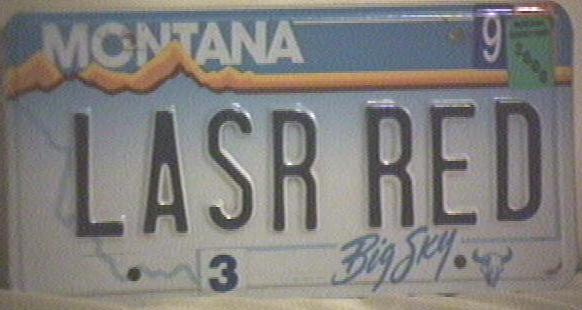 MONTANA 9
LASR RED
3 Big Sky